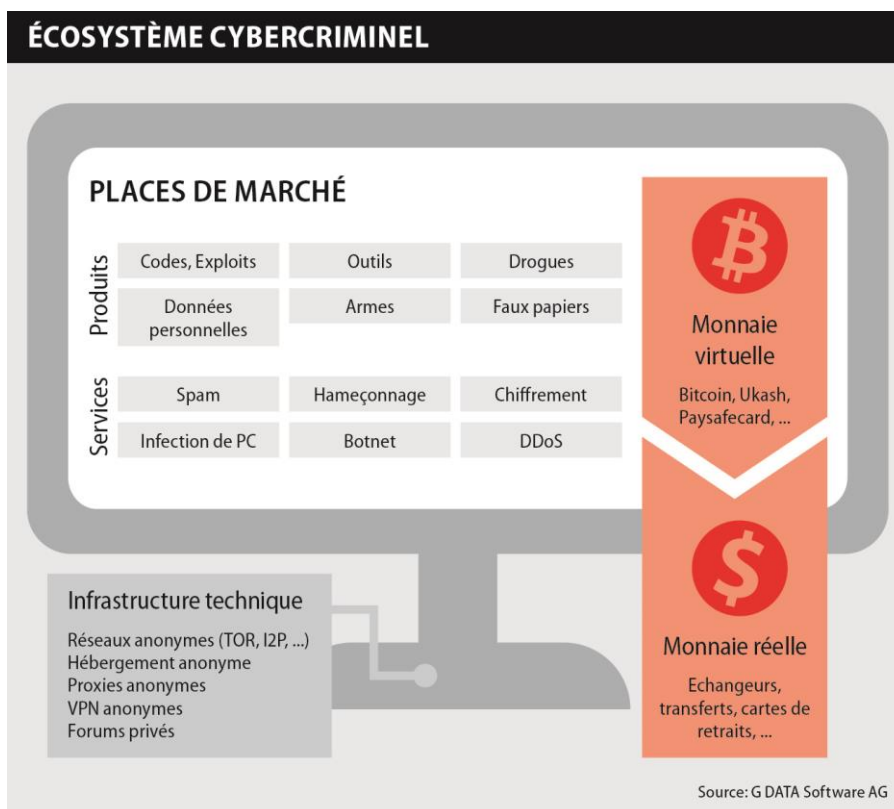 ÉCOSYSTÈME CYBERCRIMINEL
PLACES DE MARCHÉ
Produits
Codes, Exploits
Outils
Drogues
Données
personnelles
Armes
Faux papiers
Services
Spam
Hameçonnage
Chiffrement
Infection de PC
Botnet
DDoS
Monnaie
virtuelle
Bitcoin, Ukash,
Paysafecard, ...
Infrastructure technique
Réseaux anonymes (TOR, I2P, ...)
Hébergement anonyme
Proxies anonymes
VPN anonymes
Forums privés
$
Monnaie réelle
Echangeurs,
transferts, cartes de
retraits, ...
Source: G DATA Software AG